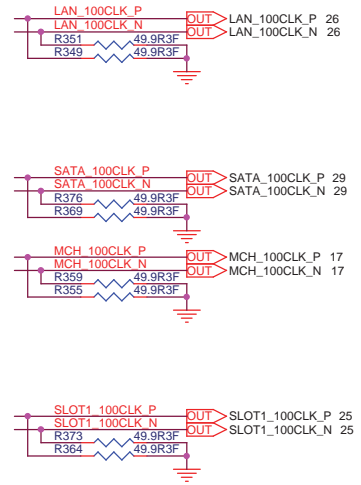 LAN_100CLK_P OUT LAN_100CLK_P 26
LAN_100CLK_N OUT LAN_100CLK_N 26
R351 49.9R3F
R349 49.9R3F
SATA_100CLK_P OUT SATA_100CLK_P 29
SATA_100CLK_N OUT SATA_100CLK_N 29
R376 49.9R3F
R369 49.9R3F
MCH_100CLK_P OUT MCH_100CLK_P 17
MCH_100CLK_N OUT MCH_100CLK_N 17
R359 49.9R3F
R355 49.9R3F
SLOT1_100CLK_P OUT SLOT1_100CLK_P 25
SLOT1_100CLK_N OUT SLOT1_100CLK_N 25
R373 49.9R3F
R364 49.9R3F